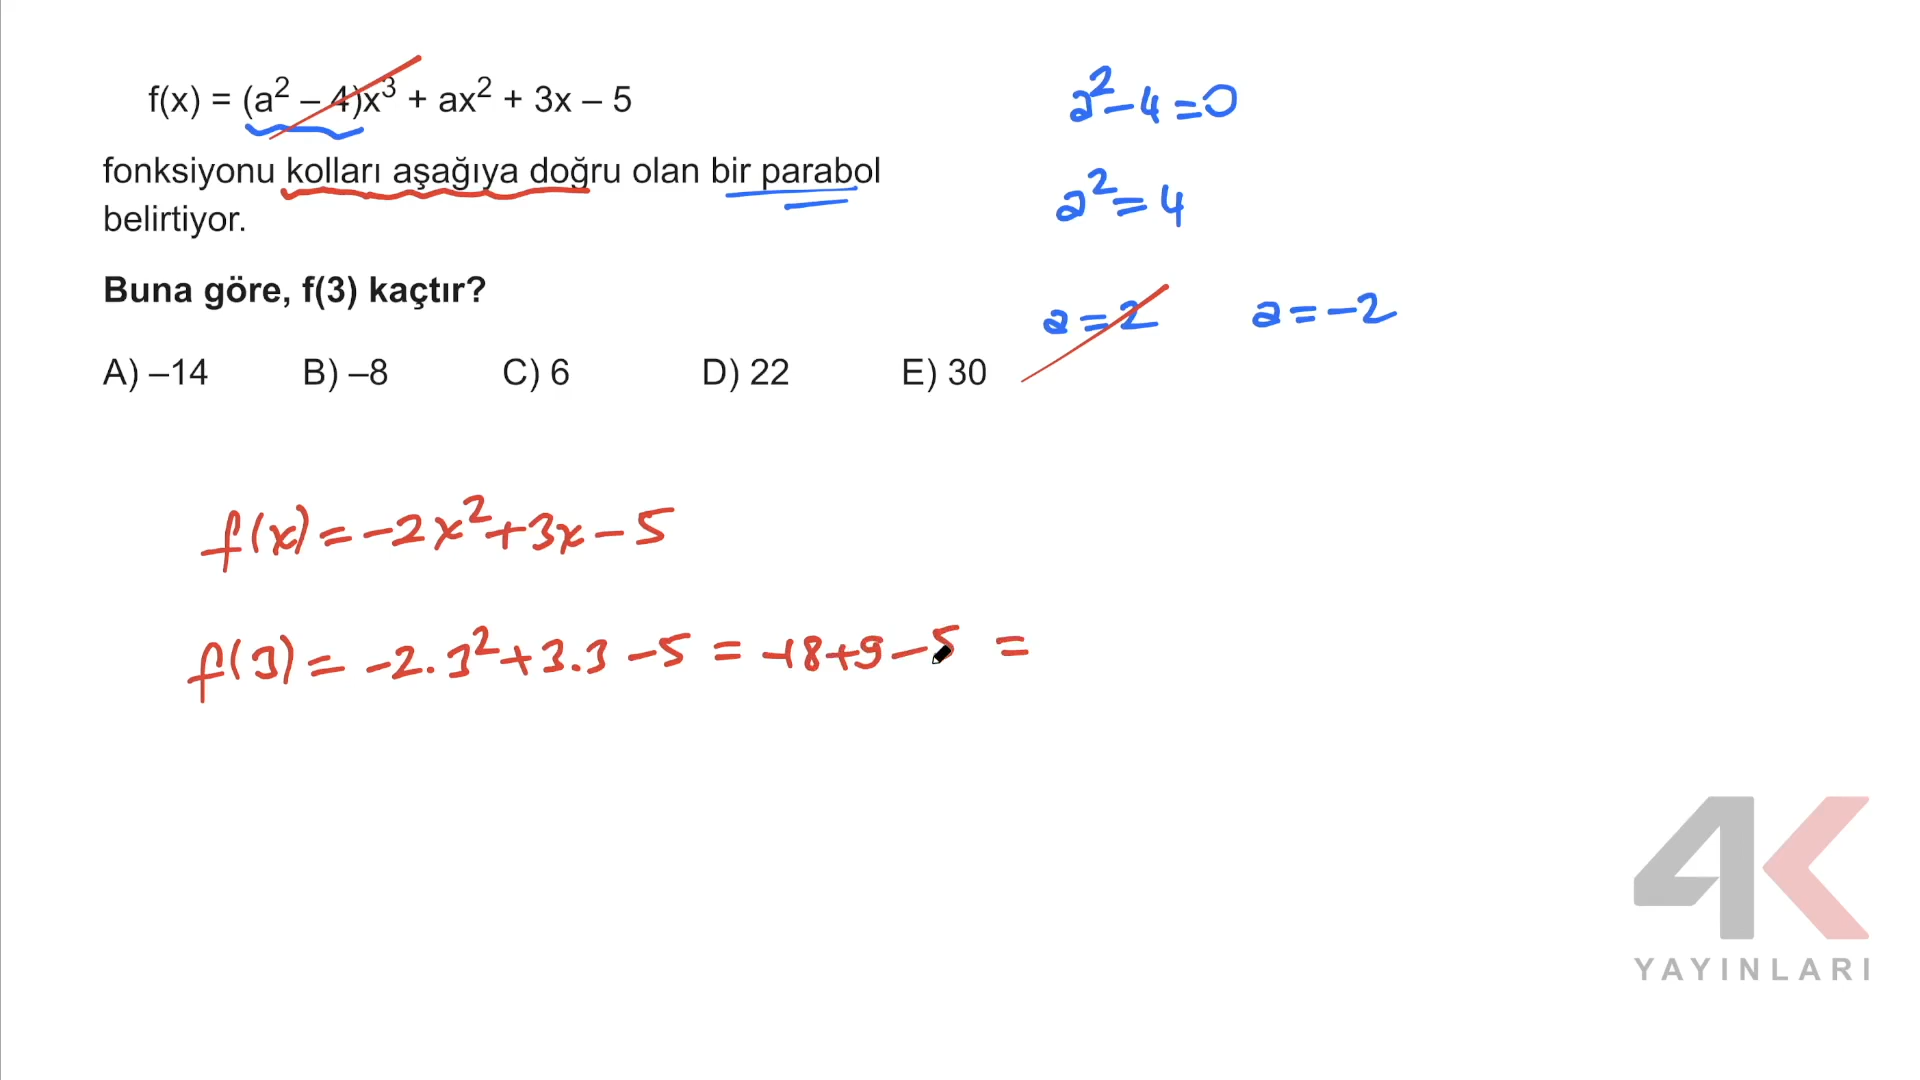 f(x) = (a² – 4)x³ + ax² + 3x – 5
fonksiyonu kolları aşağıya doğru olan bir parabol
belirtiyor.
Buna göre, f(3) kaçtır?
A) –14 B) –8 C) 6 D) 22 E) 30
a²–4=0
a²=4
a=2 a=–2
f(x)=–2x²+3x–5
f(3)=–2.3²+3.3–5=–18+9–5=
4K
YAYINLARI